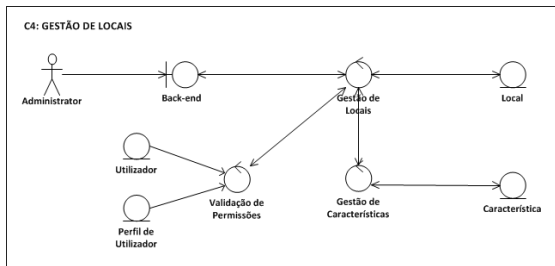 C4: GESTÃO DE LOCAIS
Administrator
Back-end
Gestão de
Locais
Local
Utilizador
Validação de
Permissões
Gestão de
Características
Característica
Perfil de
Utilizador